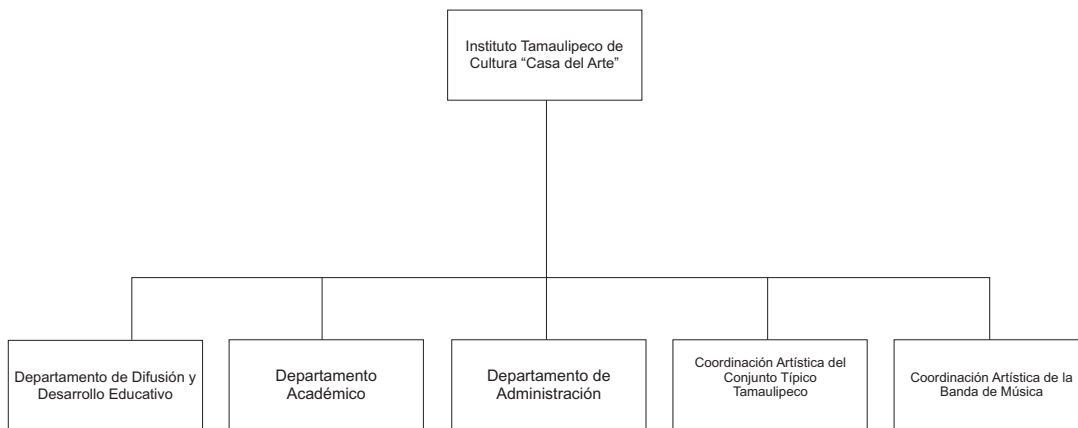 Instituto Tamaulipeco de
Cultura “Casa del Arte”
Departamento de Difusión y
Desarrollo Educativo
Departamento
Académico
Departamento de
Administración
Coordinación Artística del
Conjunto Típico
Tamaulipeco
Coordinación Artística de la
Banda de Música